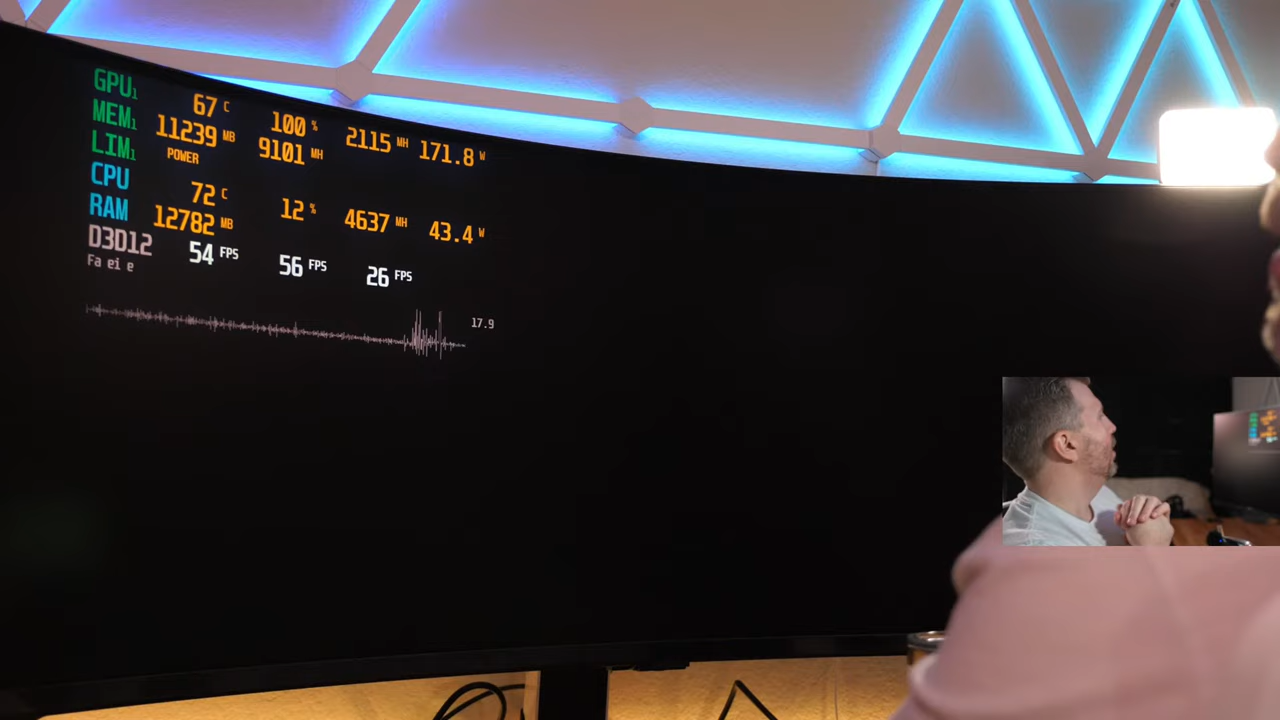 GPU1 67 C 100 % 2115 MH 171.8 W
MEM1 11239 MB 9101 MH
LIM1 POWER
CPU 72 C 12 % 4637 MH 43.4 W
RAM 12782 MB
D3D12 54 FPS 56 FPS 26 FPS
17.9